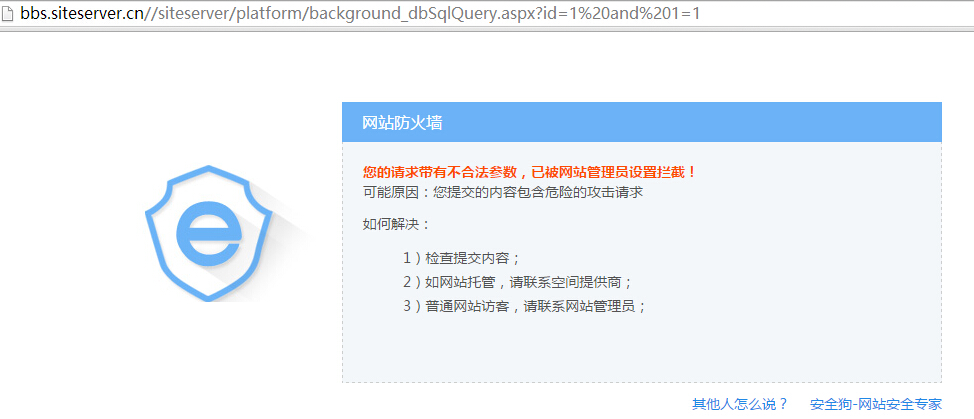 bbs.siteserver.cn//siteserver/platform/background_dbSqlQuery.aspx?id=1%20and%201=1
网站防火墙
您的请求带有不合法参数，已被网站管理员设置拦截！
可能原因：您提交的内容包含危险的攻击请求
如何解决：
1）检查提交内容；
2）如网站托管，请联系空间提供商；
3）普通网站访客，请联系网站管理员；
其他人怎么说？ 安全狗-网站安全专家